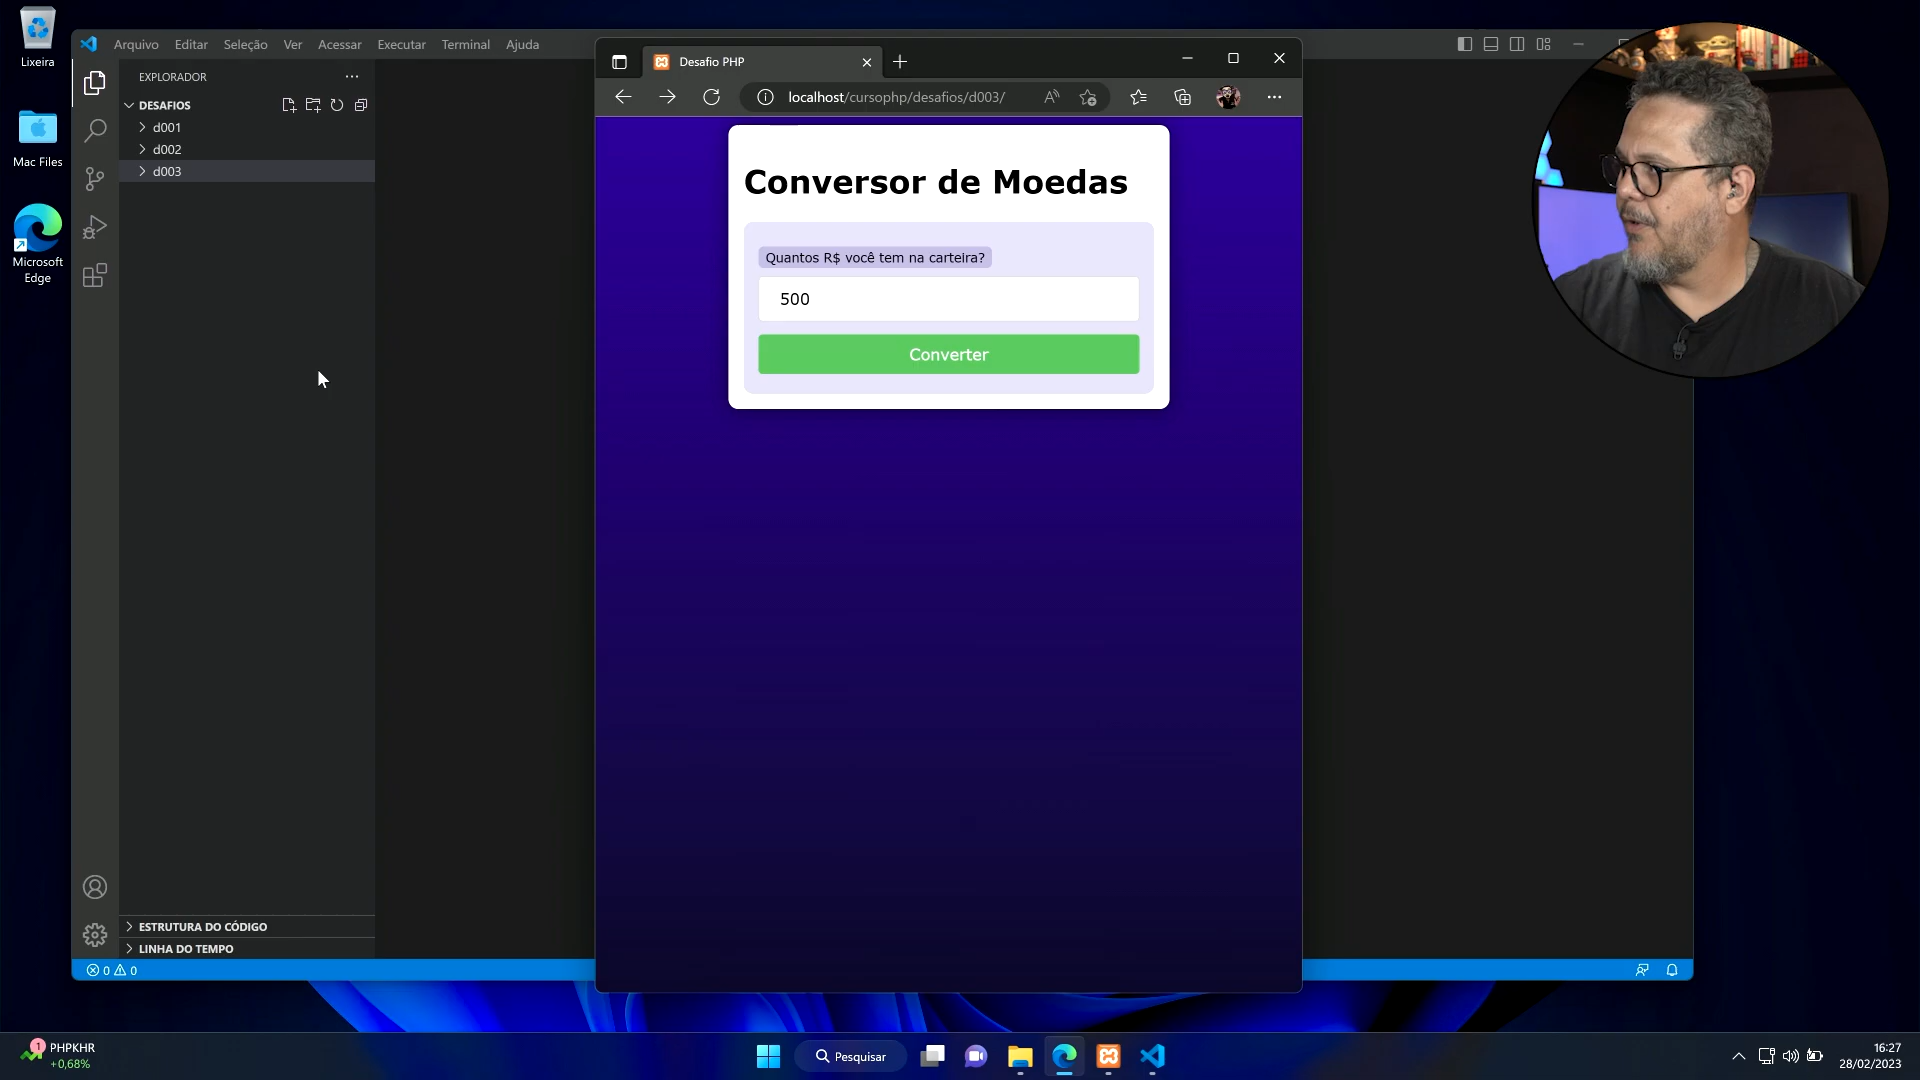 Lixeira
Mac Files
Microsoft
Edge
Arquivo Editar Seleção Ver Acessar Executar Terminal Ajuda
EXPLORADOR
DESAFIOS
d001
d002
d003
ESTRUTURA DO CÓDIGO
LINHA DO TEMPO
0 0
Desafio PHP
localhost/cursophp/desafios/d003/
Conversor de Moedas
Quantos R$ você tem na carteira?
500
Converter
1
PHPKHR
+0,68%
Pesquisar
16:27
28/02/2023